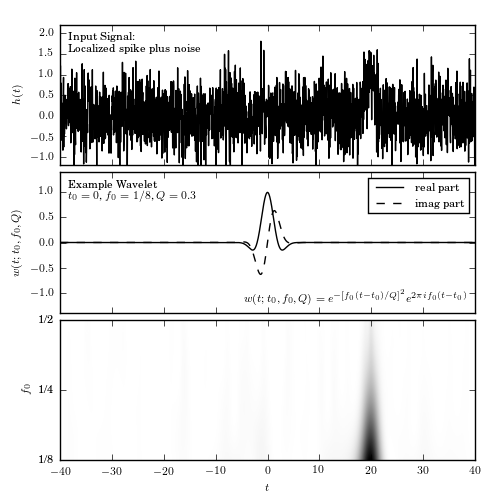 2.0
Input Signal:
Localized spike plus noise
1.5
1.0
0.5
0.0
−0.5
−1.0
h(t)
Example Wavelet
t₀ = 0, f₀ = 1/8, Q = 0.3
real part
imag part
1.0
0.5
0.0
−0.5
−1.0
w(t; t₀, f₀, Q)
w(t; t₀, f₀, Q) = e^{−[f₀(t−t₀)/Q]²} e^{2πif₀(t−t₀)}
1/2
1/4
1/8
f₀
−40 −30 −20 −10 0 10 20 30 40
t